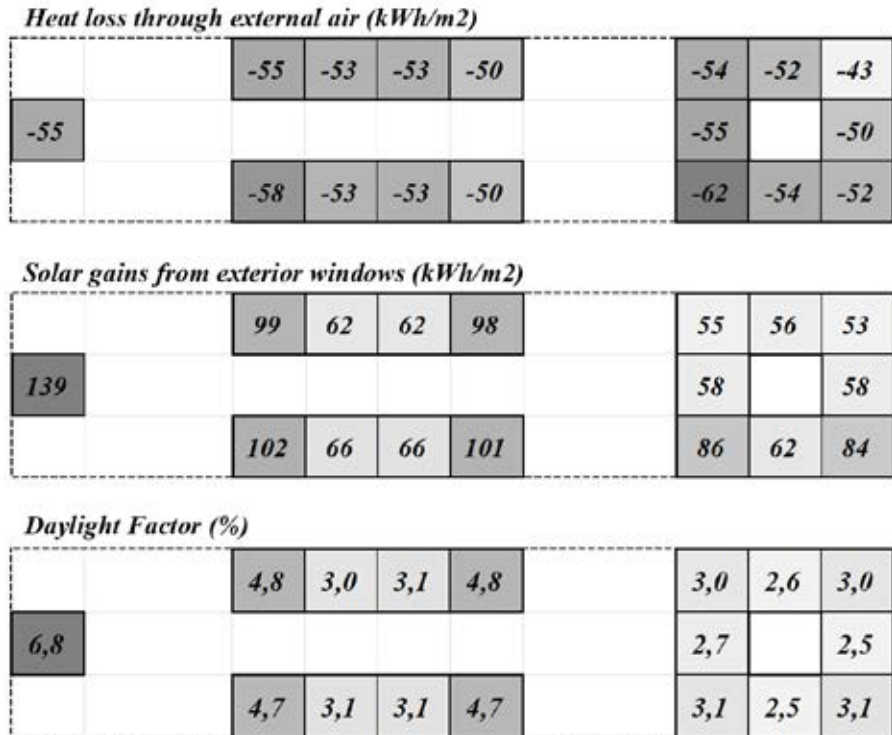 Heat loss through external air (kWh/m2)
-55 -53 -53 -50 -54 -52 -43
-55 -55 -50
-58 -53 -53 -50 -62 -54 -52
Solar gains from exterior windows (kWh/m2)
99 62 62 98 55 56 53
139 58 58
102 66 66 101 86 62 84
Daylight Factor (%)
4,8 3,0 3,1 4,8 3,0 2,6 3,0
6,8 2,7 2,5
4,7 3,1 3,1 4,7 3,1 2,5 3,1